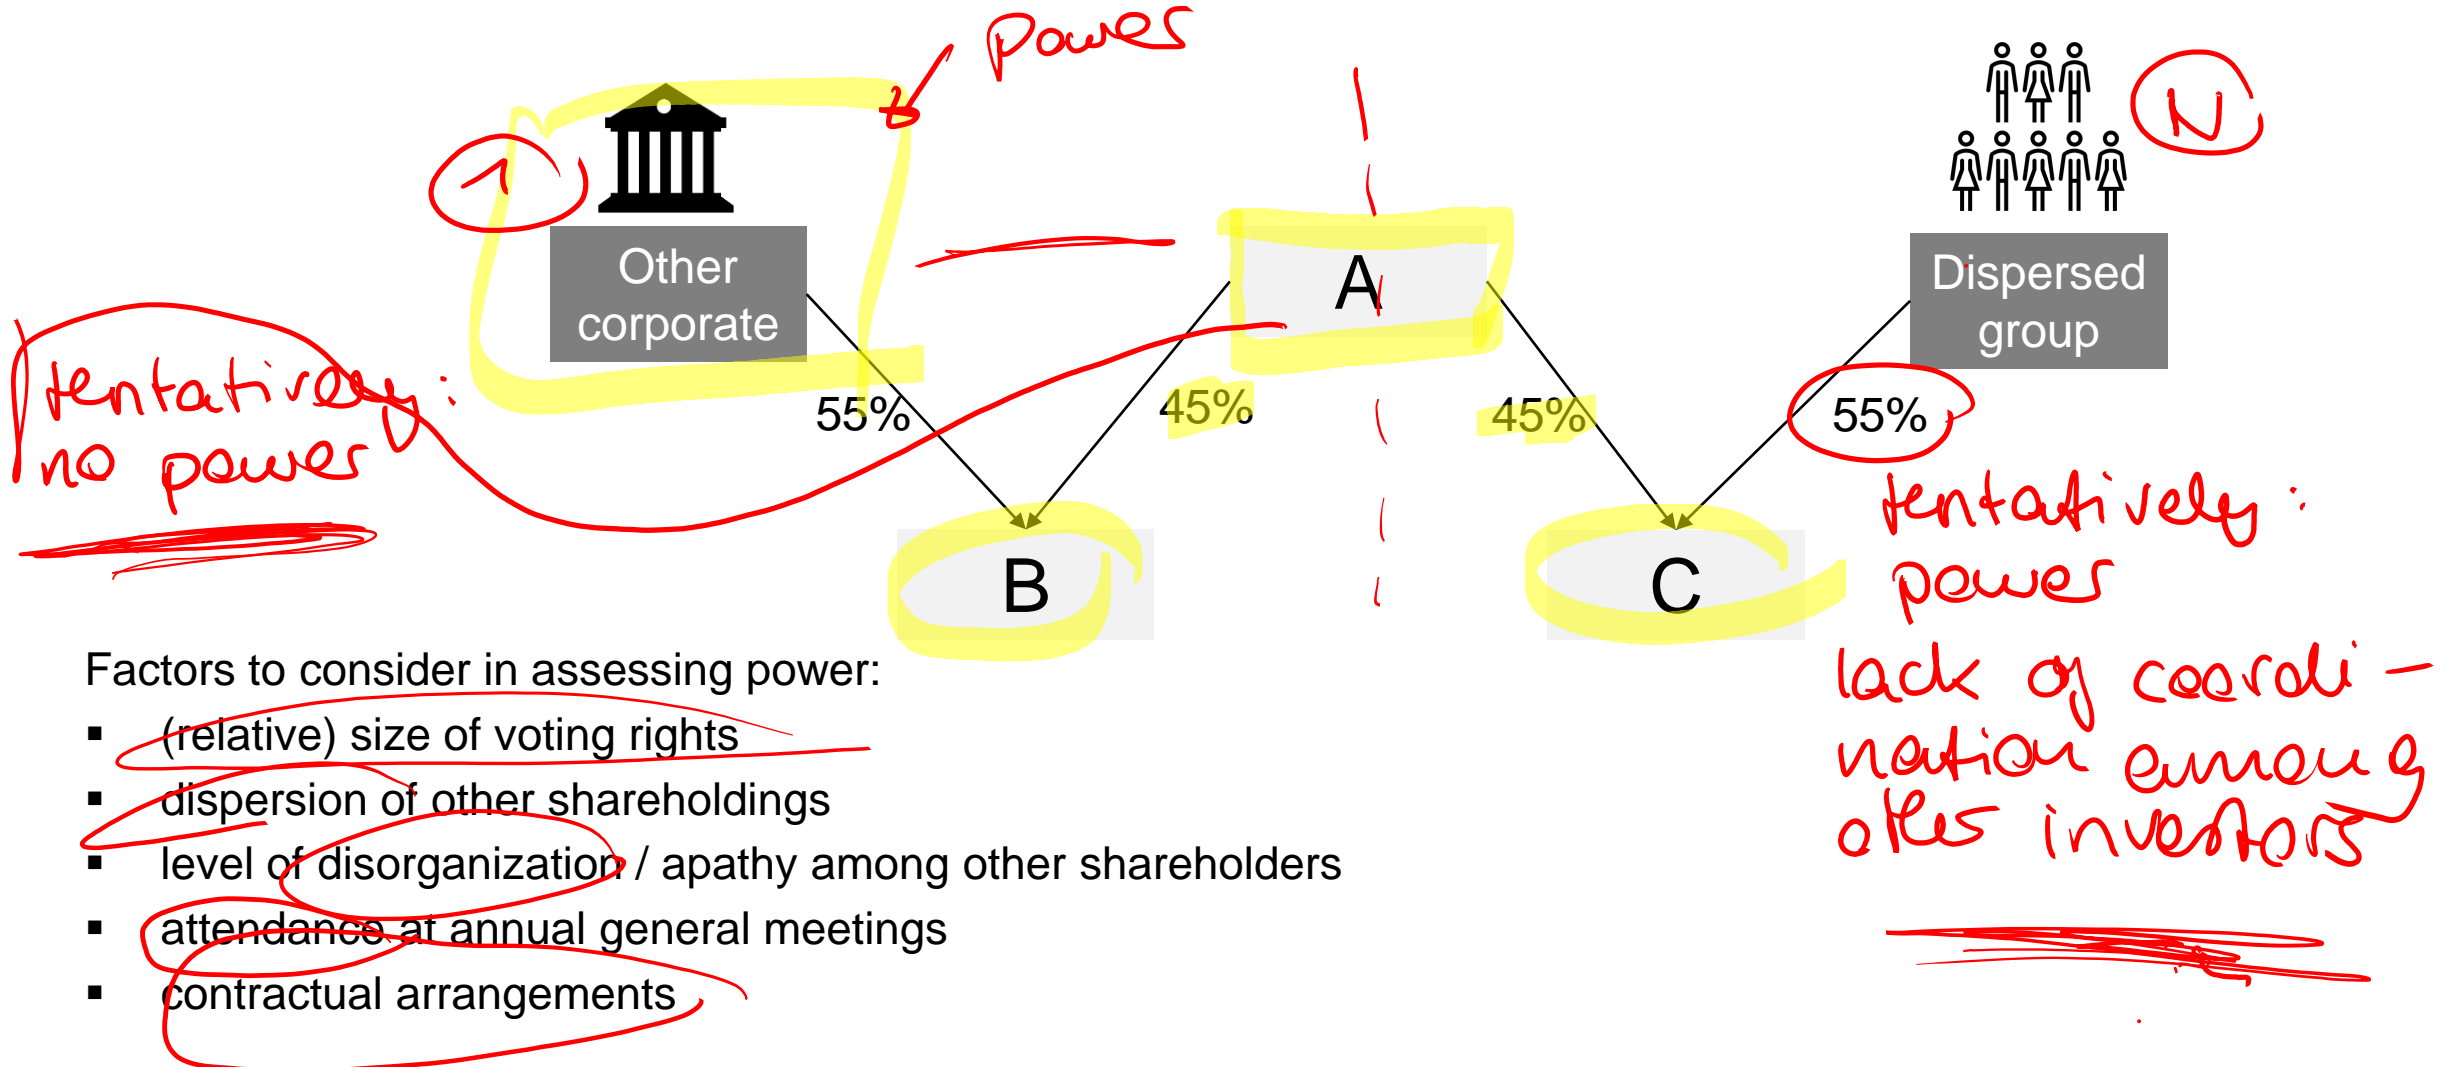 power
1
N
Other
corporate
A
Dispersed
group
tentatively:
no power
55%
45%
45%
55%
tentatively:
power
B
C
lack of coordi-
nation among
other investors
Factors to consider in assessing power:
▪ (relative) size of voting rights
▪ dispersion of other shareholdings
▪ level of disorganization / apathy among other shareholders
▪ attendance at annual general meetings
▪ contractual arrangements